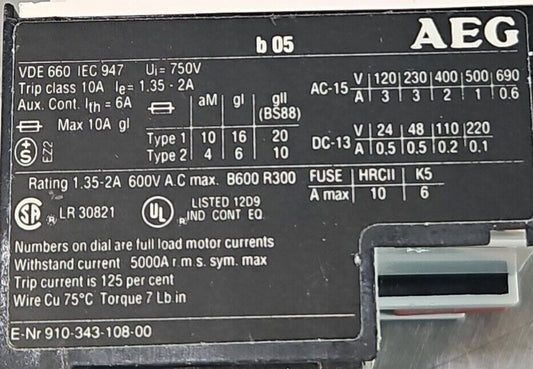 AEG
b 05
VDE 660 IEC 947 Ui = 750V
Trip class 10A Ie = 1.35 - 2A
Aux. Cont. Ith = 6A
Max 10A gl
EZ2
aM gl gll (BS88)
Type 1 10 16 20
Type 2 4 6 10
AC-15 V 120 230 400 500 690
A 3 3 2 1 0.6
DC-13 V 24 48 110 220
A 0.5 0.5 0.2 0.1
Rating 1.35-2A 600V A.C max. B600 R300
FUSE HRCII K5
A max 10 6
SA ® LR 30821
UL ® LISTED 12D9
IND CONT EQ
Numbers on dial are full load motor currents
Withstand current 5000A r.m.s. sym. max
Trip current is 125 per cent
Wire Cu 75°C Torque 7 Lb.in
E-Nr 910-343-108-00